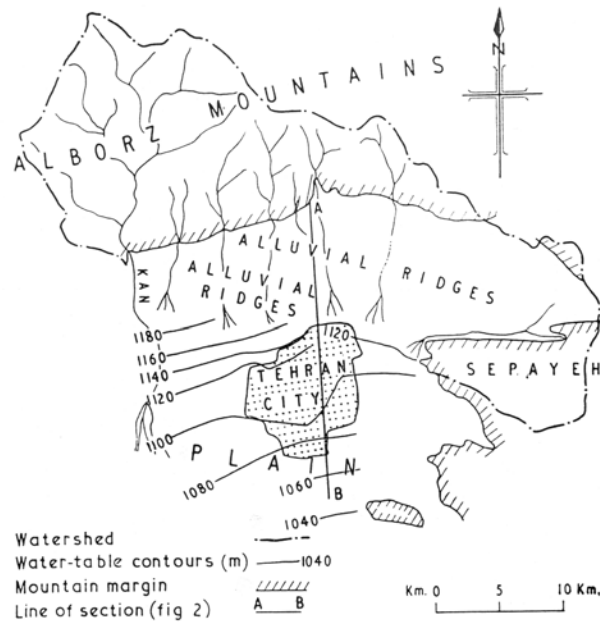 N
ALBORZ MOUNTAINS
A
KAN
ALLUVIAL RIDGES
ALLUVIAL
RIDGES
1180
1160
1140
1120
1120
TEHRAN
CITY
SEPAYEH
1100
PLAIN
1080
1060
B
1040
Watershed
Water-table contours (m) 1040
Mountain margin
A B
Line of section (fig 2)
Km. 0 5 10 Km.